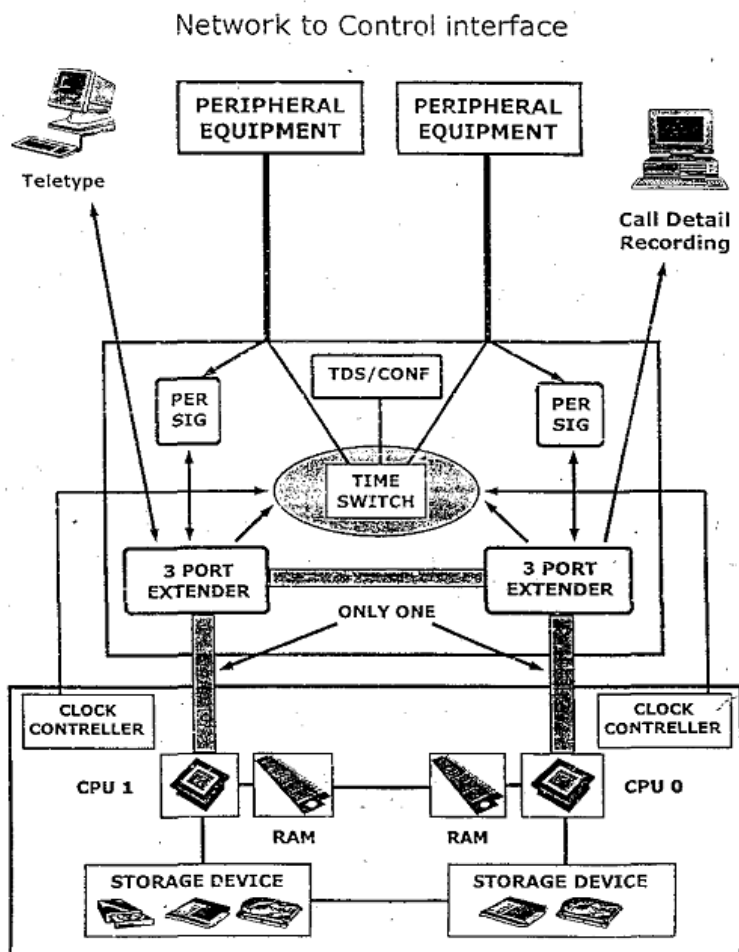 Network to Control interface
PERIPHERAL
EQUIPMENT
PERIPHERAL
EQUIPMENT
Teletype
Call Detail
Recording
TDS/CONF
PER
SIG
PER
SIG
TIME
SWITCH
3 PORT
EXTENDER
3 PORT
EXTENDER
ONLY ONE
CLOCK
CONTRELLER
CLOCK
CONTRELLER
CPU 1
CPU 0
RAM
RAM
STORAGE DEVICE
STORAGE DEVICE